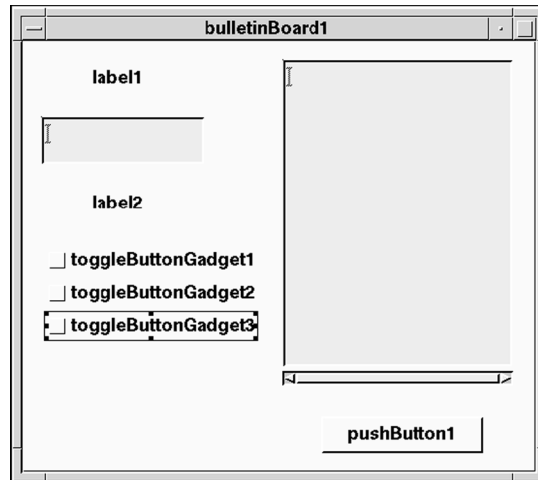 bulletinBoard1
label1
label2
toggleButtonGadget1
toggleButtonGadget2
toggleButtonGadget3
pushButton1